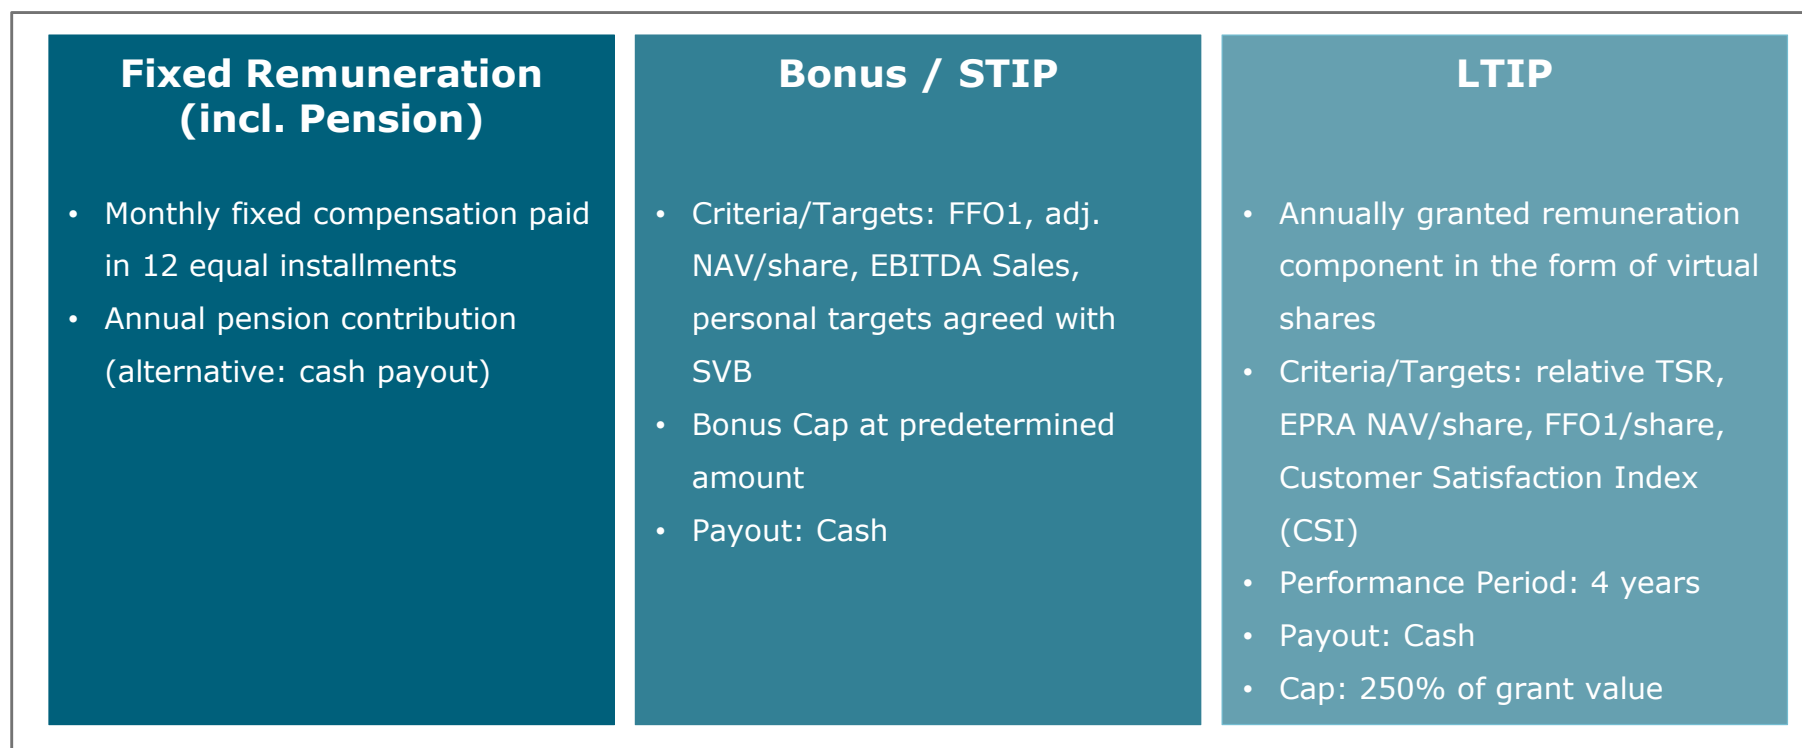 Fixed Remuneration
(incl. Pension)
• Monthly fixed compensation paid
in 12 equal installments
• Annual pension contribution
(alternative: cash payout)
Bonus / STIP
• Criteria/Targets: FFO1, adj.
NAV/share, EBITDA Sales,
personal targets agreed with
SVB
• Bonus Cap at predetermined
amount
• Payout: Cash
LTIP
• Annually granted remuneration
component in the form of virtual
shares
• Criteria/Targets: relative TSR,
EPRA NAV/share, FFO1/share,
Customer Satisfaction Index
(CSI)
• Performance Period: 4 years
• Payout: Cash
• Cap: 250% of grant value